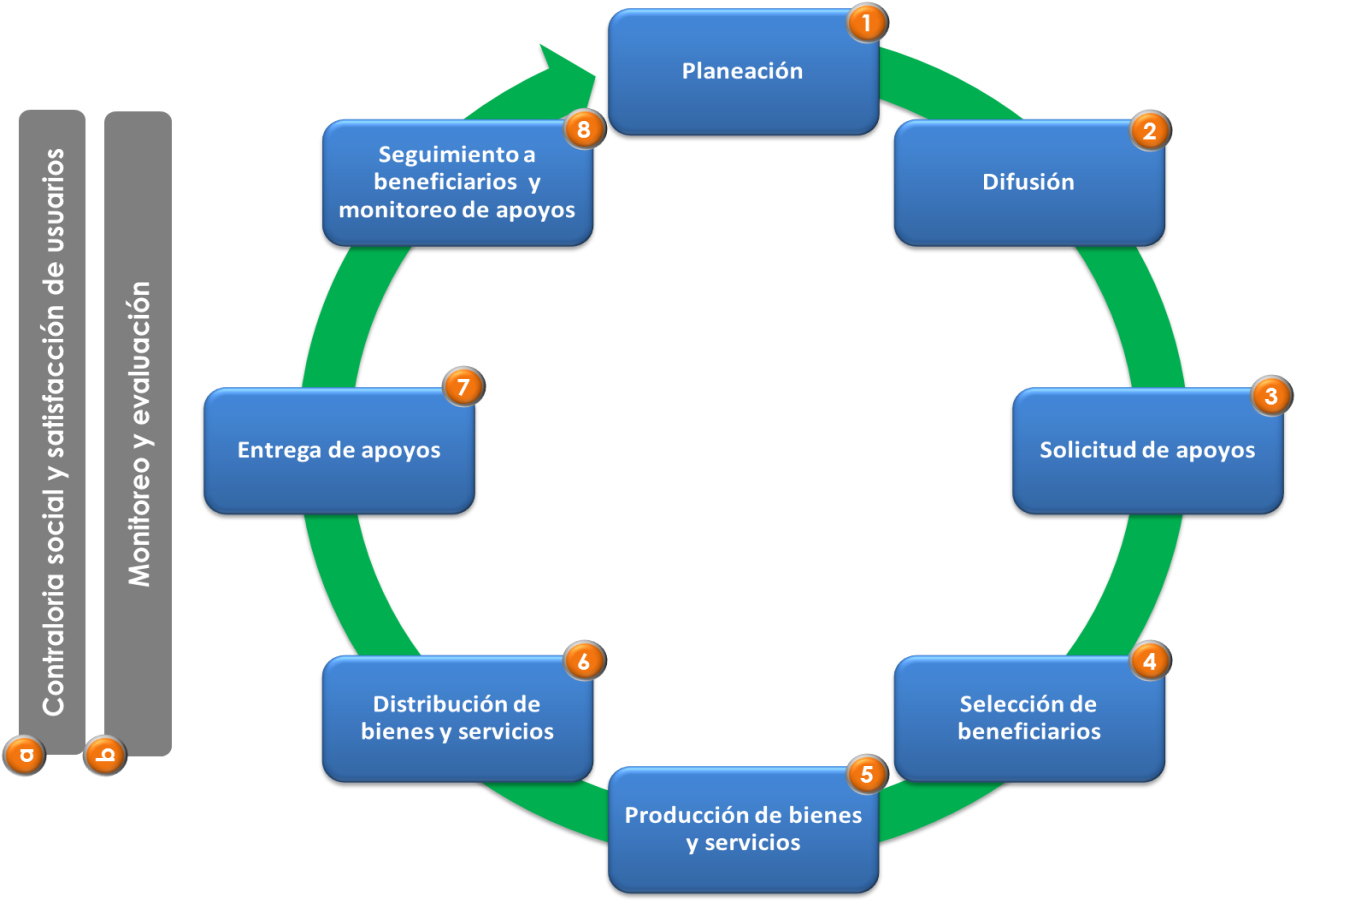 1
Planeación
2
Difusión
3
Solicitud de apoyos
4
Selección de
beneficiarios
5
Producción de bienes
y servicios
6
Distribución de
bienes y servicios
7
Entrega de apoyos
8
Seguimiento a
beneficiarios y
monitoreo de apoyos
a
Contraloria social y satisfacción de usuarios
b
Monitoreo y evaluación